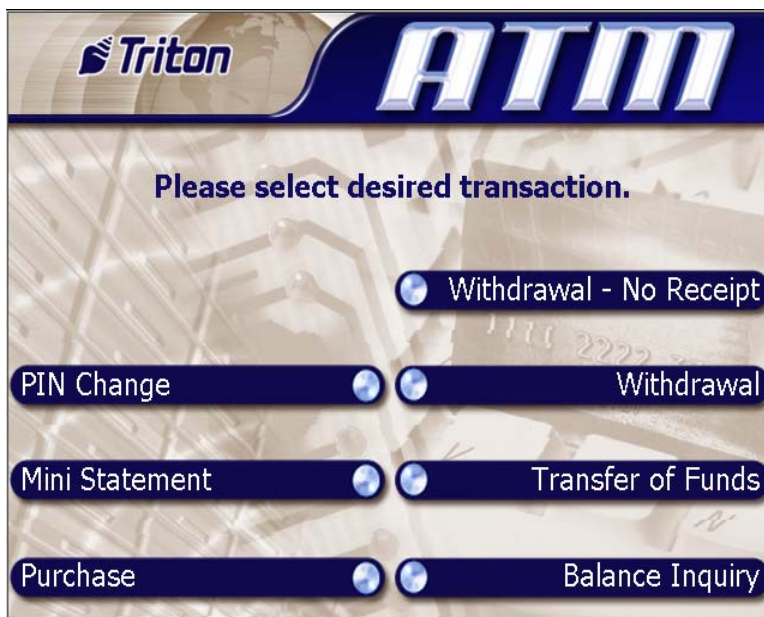 Triton
ATM
Please select desired transaction.
Withdrawal - No Receipt
PIN Change
Withdrawal
Mini Statement
Transfer of Funds
Purchase
Balance Inquiry
2222